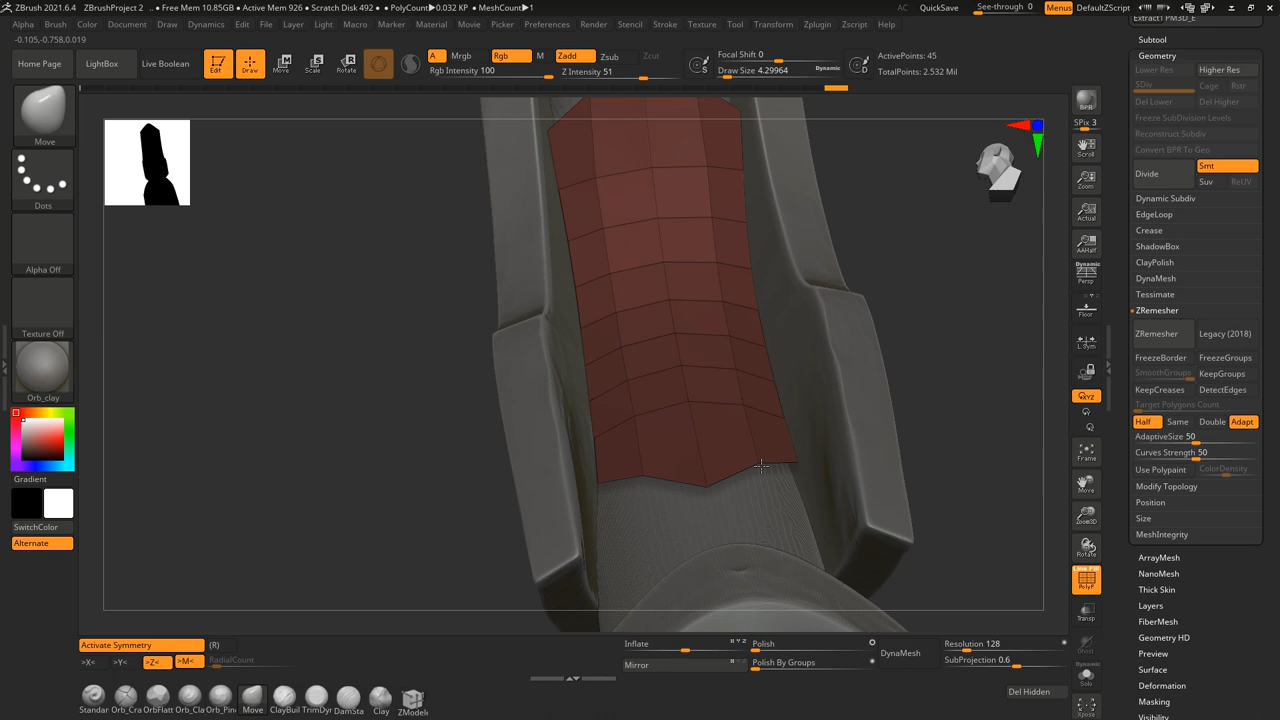 ZBrush 2021.6.4 ZBrushProject 2 .. • Free Mem 10.85GB • Active Mem 926 • Scratch Disk 492 • PolyCount▸0.032 KP • MeshCount▸1
AC QuickSave See-through 0 Menus DefaultZScript
Alpha Brush Color Document Draw Dynamics Edit File Layer Light Macro Marker Material Movie Picker Preferences Render Stencil Stroke Texture Tool Transform Zplugin Zscript Help
-0.105,-0.758,0.019
Home Page LightBox Live Boolean
Edit Draw Move Scale Rotate
A Mrgb Rgb M Zadd Zsub Zcut
Rgb Intensity 100 Z Intensity 51
Focal Shift 0
Draw Size 4.29964 Dynamic
S D
ActivePoints: 45
TotalPoints: 2.532 Mil
Move
Dots
Alpha Off
Texture Off
Orb_clay
Gradient
SwitchColor
Alternate
BPR
SPix 3
Scroll
Zoom
Actual
AAHalf
Dynamic
Persp
Floor
L.Sym
XYZ
Frame
Move
Zoom3D
Rotate
Line Fill
PolyF
Transp
Ghost
Dynamic
Solo
Xpose
Extract1 PM3D_E
Subtool
Geometry
Lower Res Higher Res
SDiv Cage Rstr
Del Lower Del Higher
Freeze SubDivision Levels
Reconstruct Subdiv
Convert BPR To Geo
Divide Smt
Suv ReUV
Dynamic Subdiv
EdgeLoop
Crease
ShadowBox
ClayPolish
DynaMesh
Tessimate
ZRemesher
ZRemesher Legacy (2018)
FreezeBorder FreezeGroups
SmoothGroups KeepGroups
KeepCreases DetectEdges
Target Polygons Count
Half Same Double Adapt
AdaptiveSize 50
Curves Strength 50
Use Polypaint ColorDensity
Modify Topology
Position
Size
MeshIntegrity
ArrayMesh
NanoMesh
Thick Skin
Layers
FiberMesh
Geometry HD
Preview
Surface
Deformation
Masking
Visibility
Activate Symmetry (R)
>X< >Y< >Z< >M< RadialCount
Inflate
Mirror
Polish
Polish By Groups
DynaMesh
Resolution 128
SubProjection 0.6
Del Hidden
Standar Orb_Cra OrbFlatt Orb_Cla Orb_Pinc Move ClayBuil TrimDyr DamSta Clay ZModele